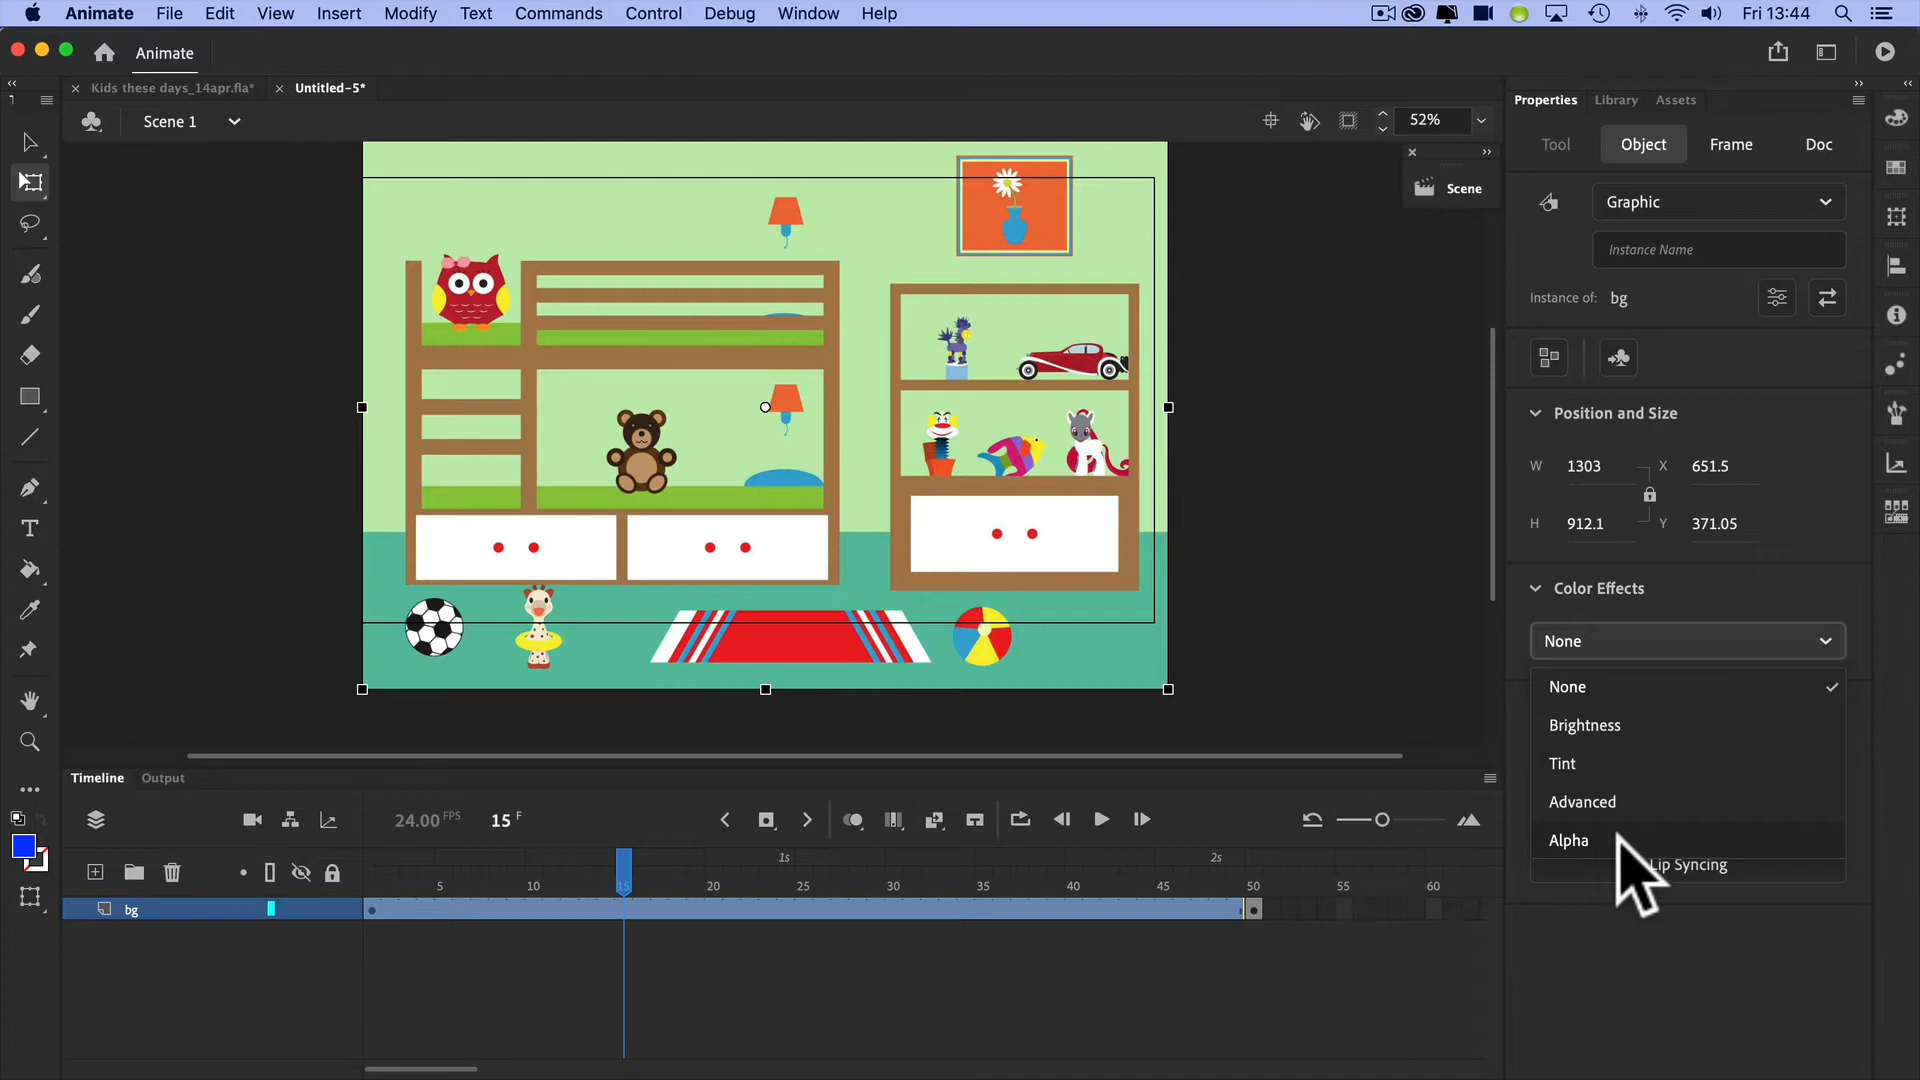 Animate File Edit View Insert Modify Text Commands Control Debug Window Help Fri 13:44
Animate
Kids these days_14apr.fla* Untitled-5*
Scene 1 52%
Scene
Properties Library Assets
Tool Object Frame Doc
Graphic
Instance Name
Instance of: bg
Position and Size
W 1303 X 651.5
H 912.1 Y 371.05
Color Effects
None
None
Brightness
Tint
Advanced
Alpha
Lip Syncing
Timeline Output
24.00 FPS 15 F
1s 2s
5 10 15 20 25 30 35 40 45 50 55 60
bg